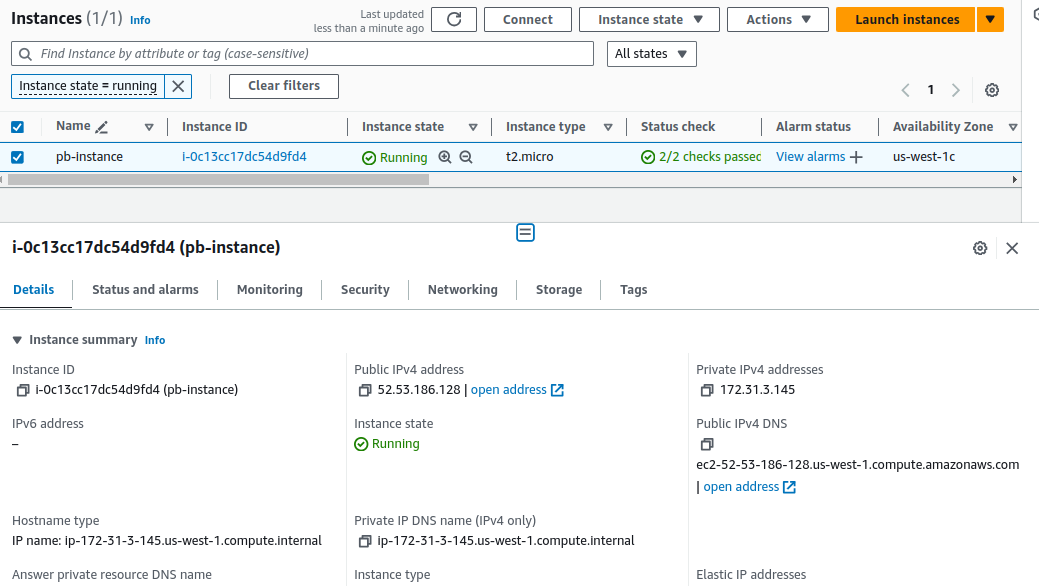 Instances (1/1) Info
Last updated
less than a minute ago
Connect
Instance state
Actions
Launch instances
Find Instance by attribute or tag (case-sensitive)
All states
Instance state = running
Clear filters
1
Name Instance ID Instance state Instance type Status check Alarm status Availability Zone
pb-instance i-0c13cc17dc54d9fd4 Running t2.micro 2/2 checks passed View alarms us-west-1c
i-0c13cc17dc54d9fd4 (pb-instance)
Details Status and alarms Monitoring Security Networking Storage Tags
Instance summary Info
Instance ID
i-0c13cc17dc54d9fd4 (pb-instance)
Public IPv4 address
52.53.186.128 | open address
Private IPv4 addresses
172.31.3.145
IPv6 address
–
Instance state
Running
Public IPv4 DNS
ec2-52-53-186-128.us-west-1.compute.amazonaws.com
| open address
Hostname type
IP name: ip-172-31-3-145.us-west-1.compute.internal
Private IP DNS name (IPv4 only)
ip-172-31-3-145.us-west-1.compute.internal
Answer private resource DNS name
Instance type
Elastic IP addresses